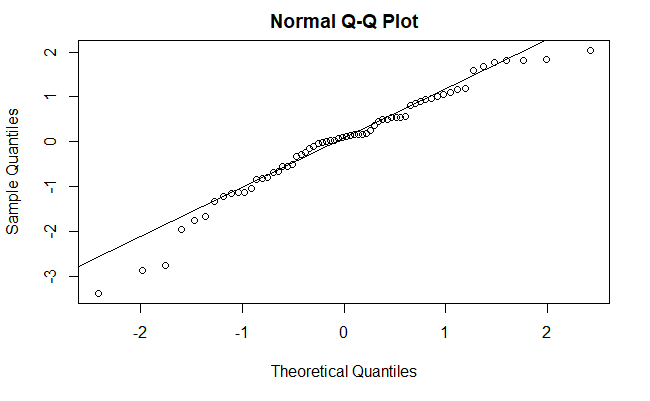 Normal Q-Q Plot
Sample Quantiles
2
1
0
-1
-2
-3
-2 -1 0 1 2
Theoretical Quantiles